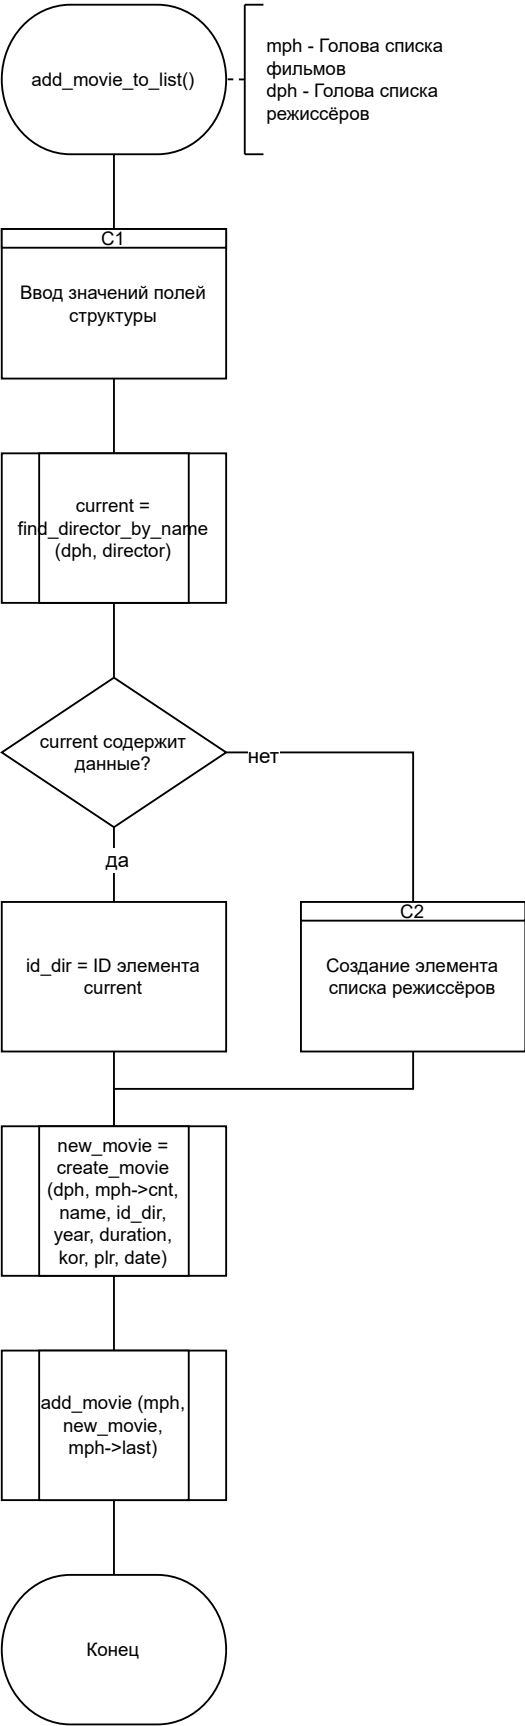 add_movie_to_list()
mph - Голова списка
фильмов
dph - Голова списка
режиссёров
C1
Ввод значений полей
структуры
current =
find_director_by_name
(dph, director)
current содержит
данные?
нет
да
id_dir = ID элемента
current
C2
Создание элемента
списка режиссёров
new_movie =
create_movie
(dph, mph->cnt,
name, id_dir,
year, duration,
kor, plr, date)
add_movie (mph,
new_movie,
mph->last)
Конец